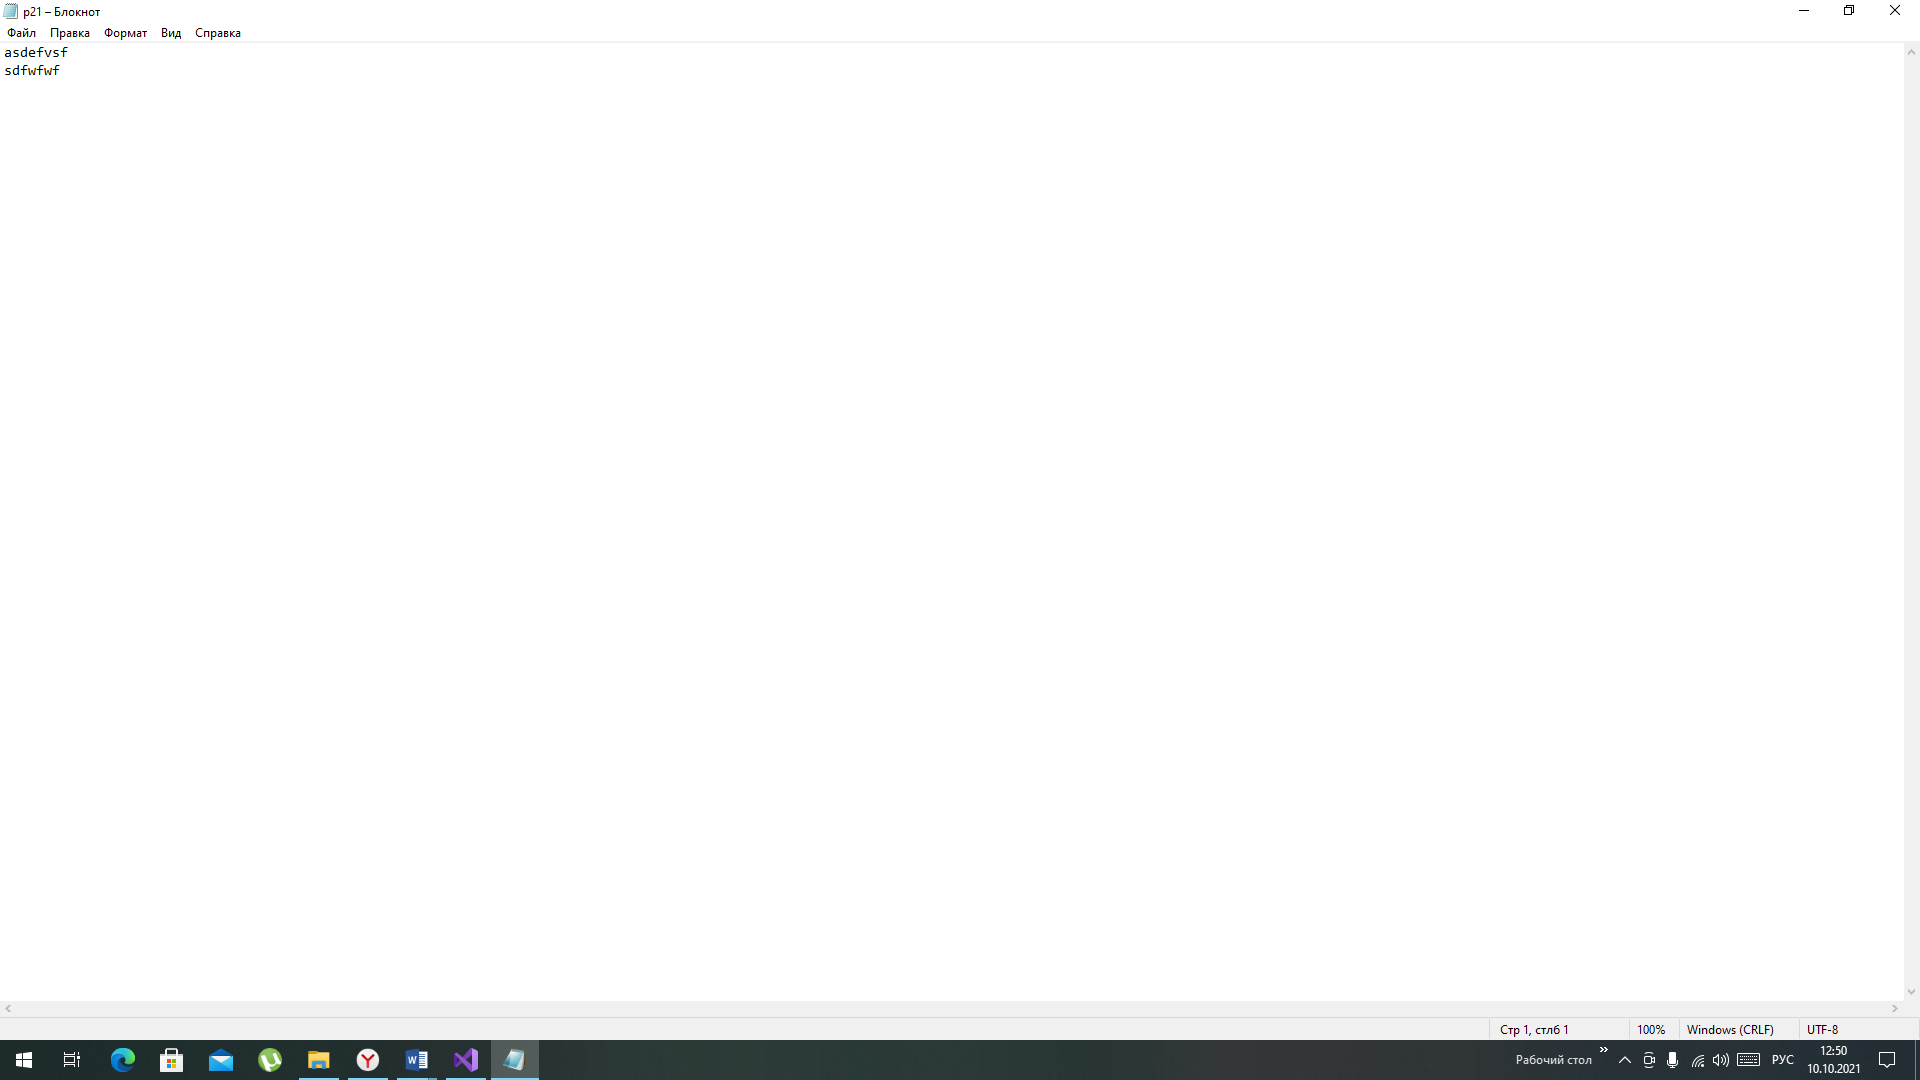 p21 – Блокнот
Файл Правка Формат Вид Справка
asdefvsf
sdfwfwf
Стр 1, стлб 1 100% Windows (CRLF) UTF-8
Рабочий стол » РУС 12:50
10.10.2021